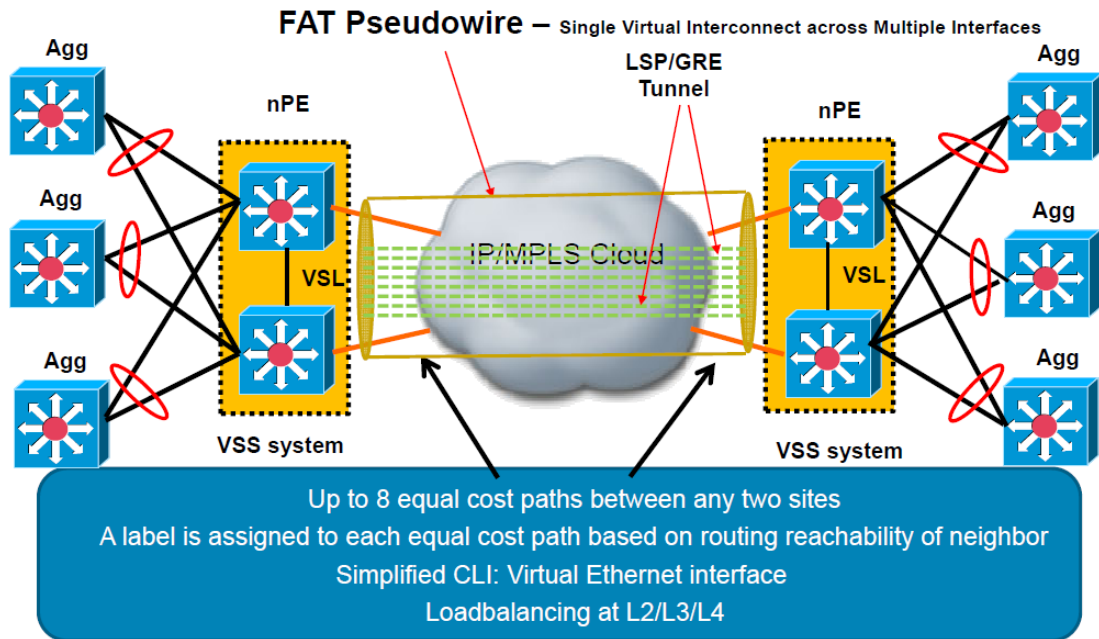 FAT Pseudowire – Single Virtual Interconnect across Multiple Interfaces
Agg
Agg
LSP/GRE
Tunnel
nPE
nPE
Agg
Agg
IP/MPLS Cloud
VSL
VSL
Agg
Agg
VSS system
VSS system
Up to 8 equal cost paths between any two sites
A label is assigned to each equal cost path based on routing reachability of neighbor
Simplified CLI: Virtual Ethernet interface
Loadbalancing at L2/L3/L4